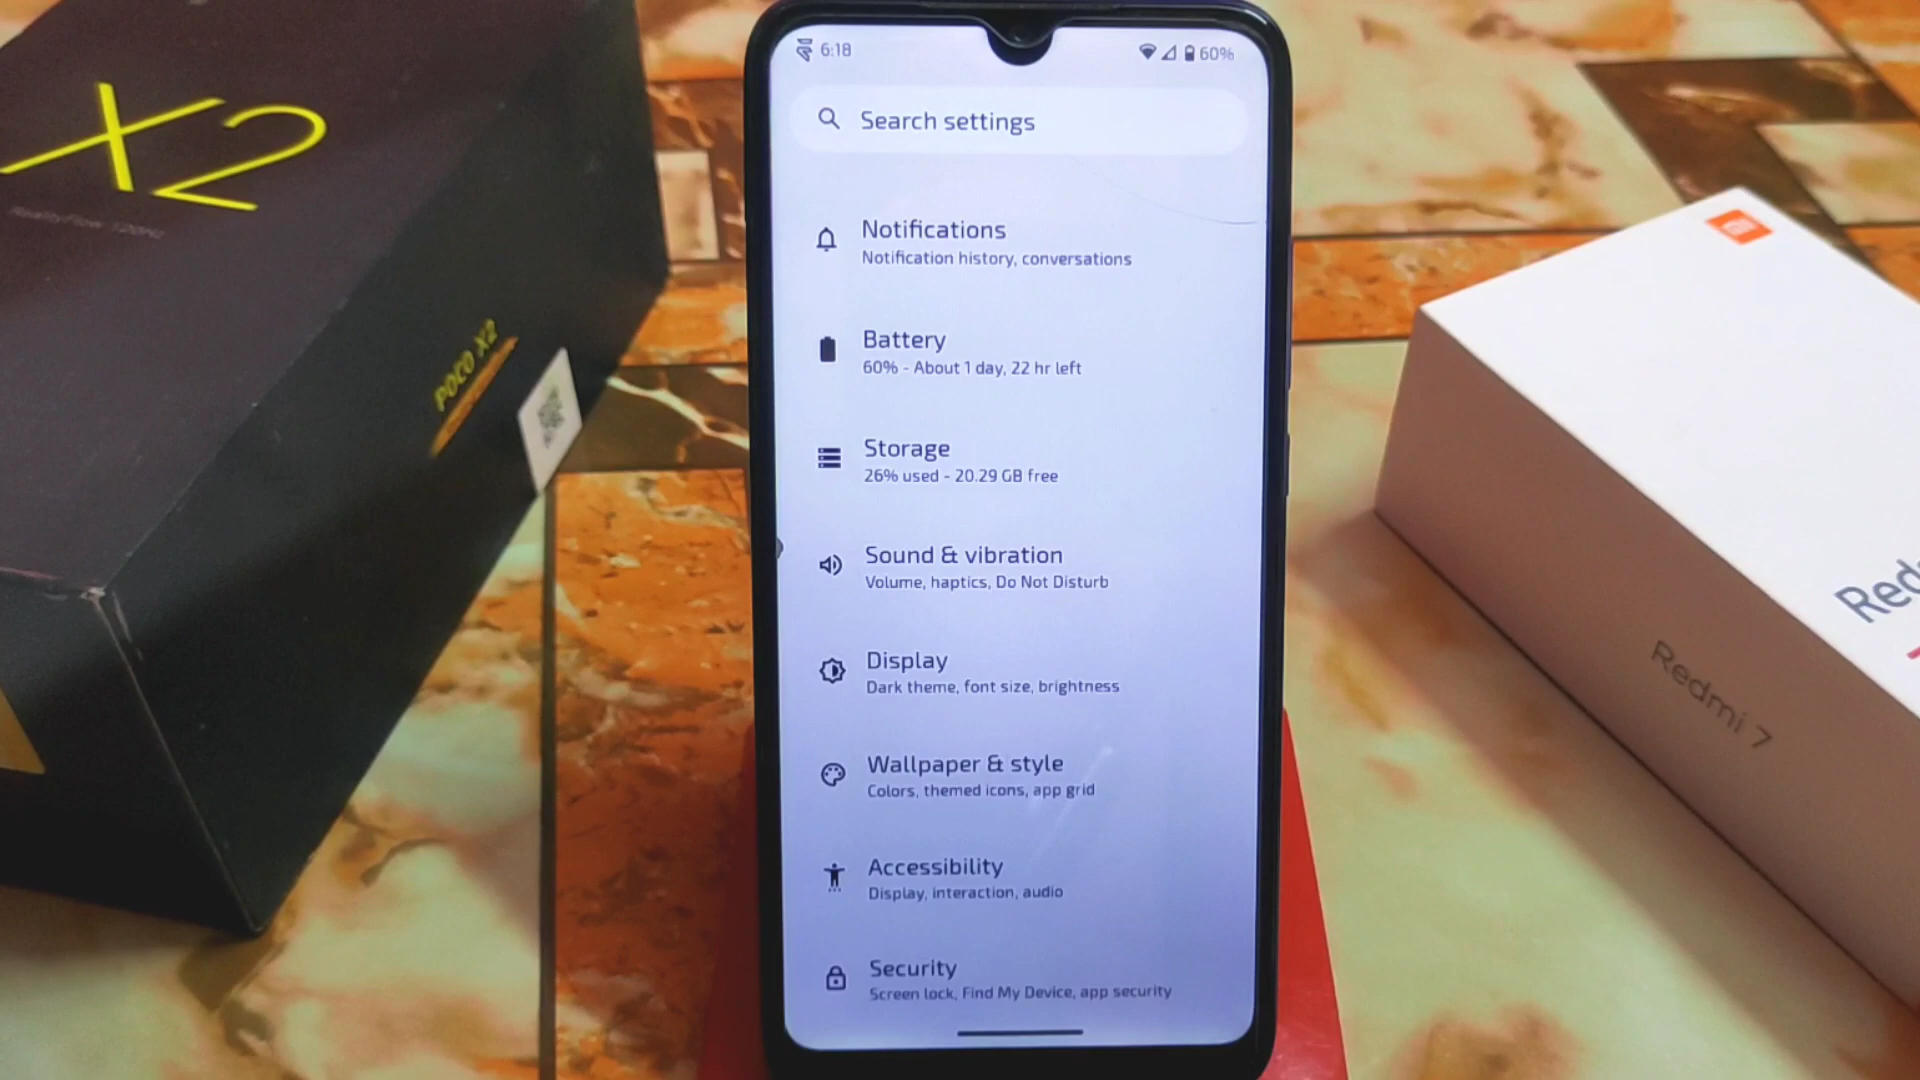 X2
POCO X2
6:18
60%
Search settings
Notifications
Notification history, conversations
Battery
60% - About 1 day, 22 hr left
Storage
26% used - 20.29 GB free
Sound & vibration
Volume, haptics, Do Not Disturb
Display
Dark theme, font size, brightness
Wallpaper & style
Colors, themed icons, app grid
Accessibility
Display, interaction, audio
Security
Screen lock, Find My Device, app security
Redmi 7